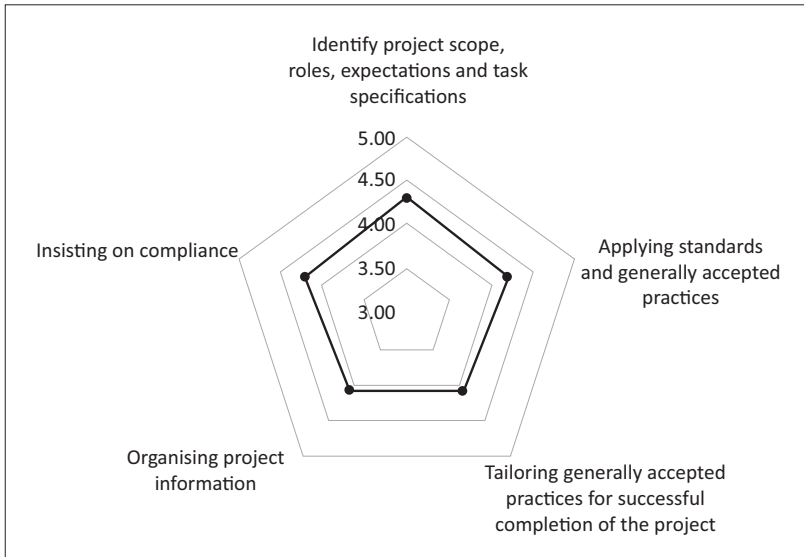 Identify project scope,
roles, expectations and task
specifications
5.00
4.50
4.00
3.50
3.00
Insisting on compliance
Applying standards
and generally accepted
practices
Organising project
information
Tailoring generally accepted
practices for successful
completion of the project